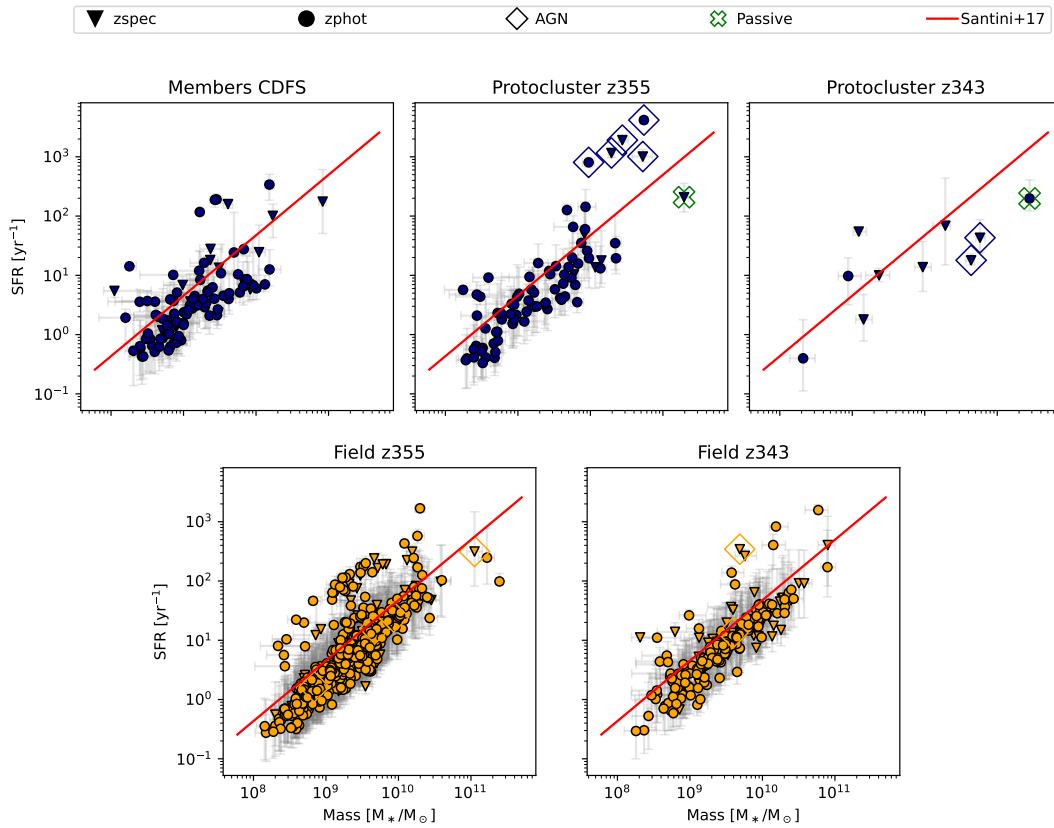 zspec zphot AGN Passive Santini+17
Members CDFS Protocluster z355 Protocluster z343
SFR [yr⁻¹]
10³
10²
10¹
10⁰
10⁻¹
Field z355 Field z343
SFR [yr⁻¹]
10³
10²
10¹
10⁰
10⁻¹
10⁸ 10⁹ 10¹⁰ 10¹¹ 10⁸ 10⁹ 10¹⁰ 10¹¹
Mass [M∗/M⊙] Mass [M∗/M⊙]